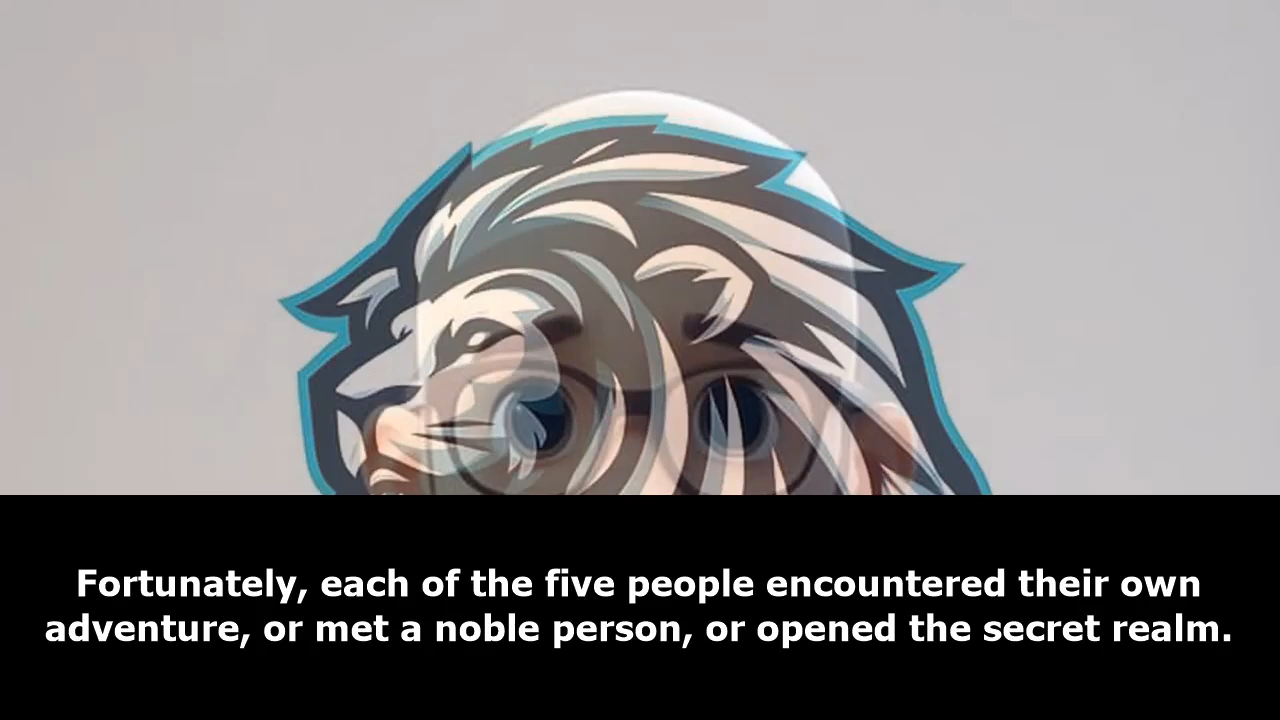 Fortunately, each of the five people encountered their own
adventure, or met a noble person, or opened the secret realm.